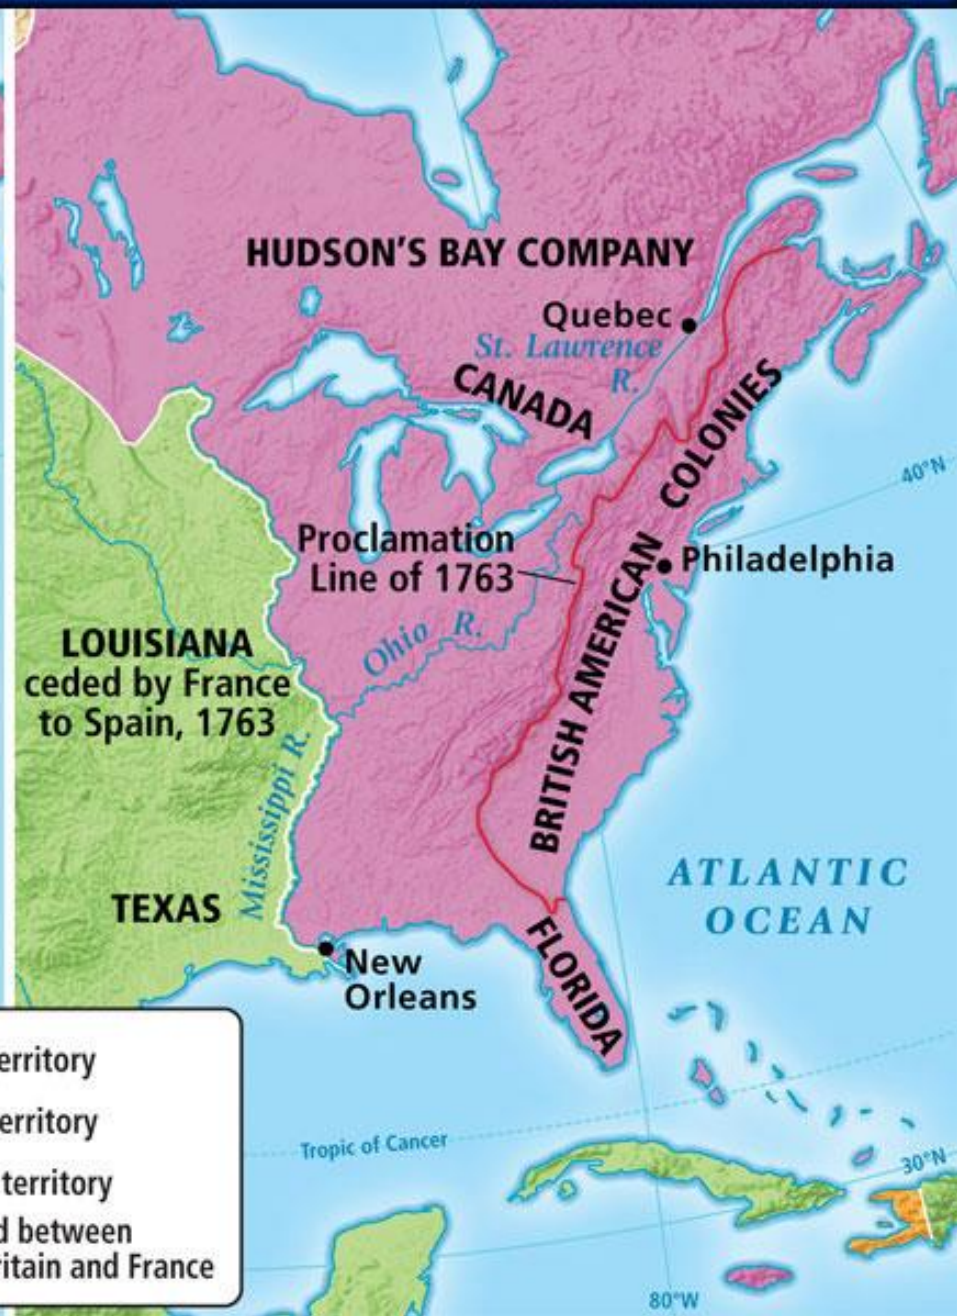 HUDSON'S BAY COMPANY
Quebec
St. Lawrence
R.
CANADA
COLONIES
40°N
Proclamation
Line of 1763
BRITISH AMERICAN
Philadelphia
Ohio R.
LOUISIANA
ceded by France
to Spain, 1763
Mississippi R.
ATLANTIC
OCEAN
TEXAS
New
Orleans
FLORIDA
erritory
erritory
territory
d between
ritain and France
Tropic of Cancer
30°N
80°W